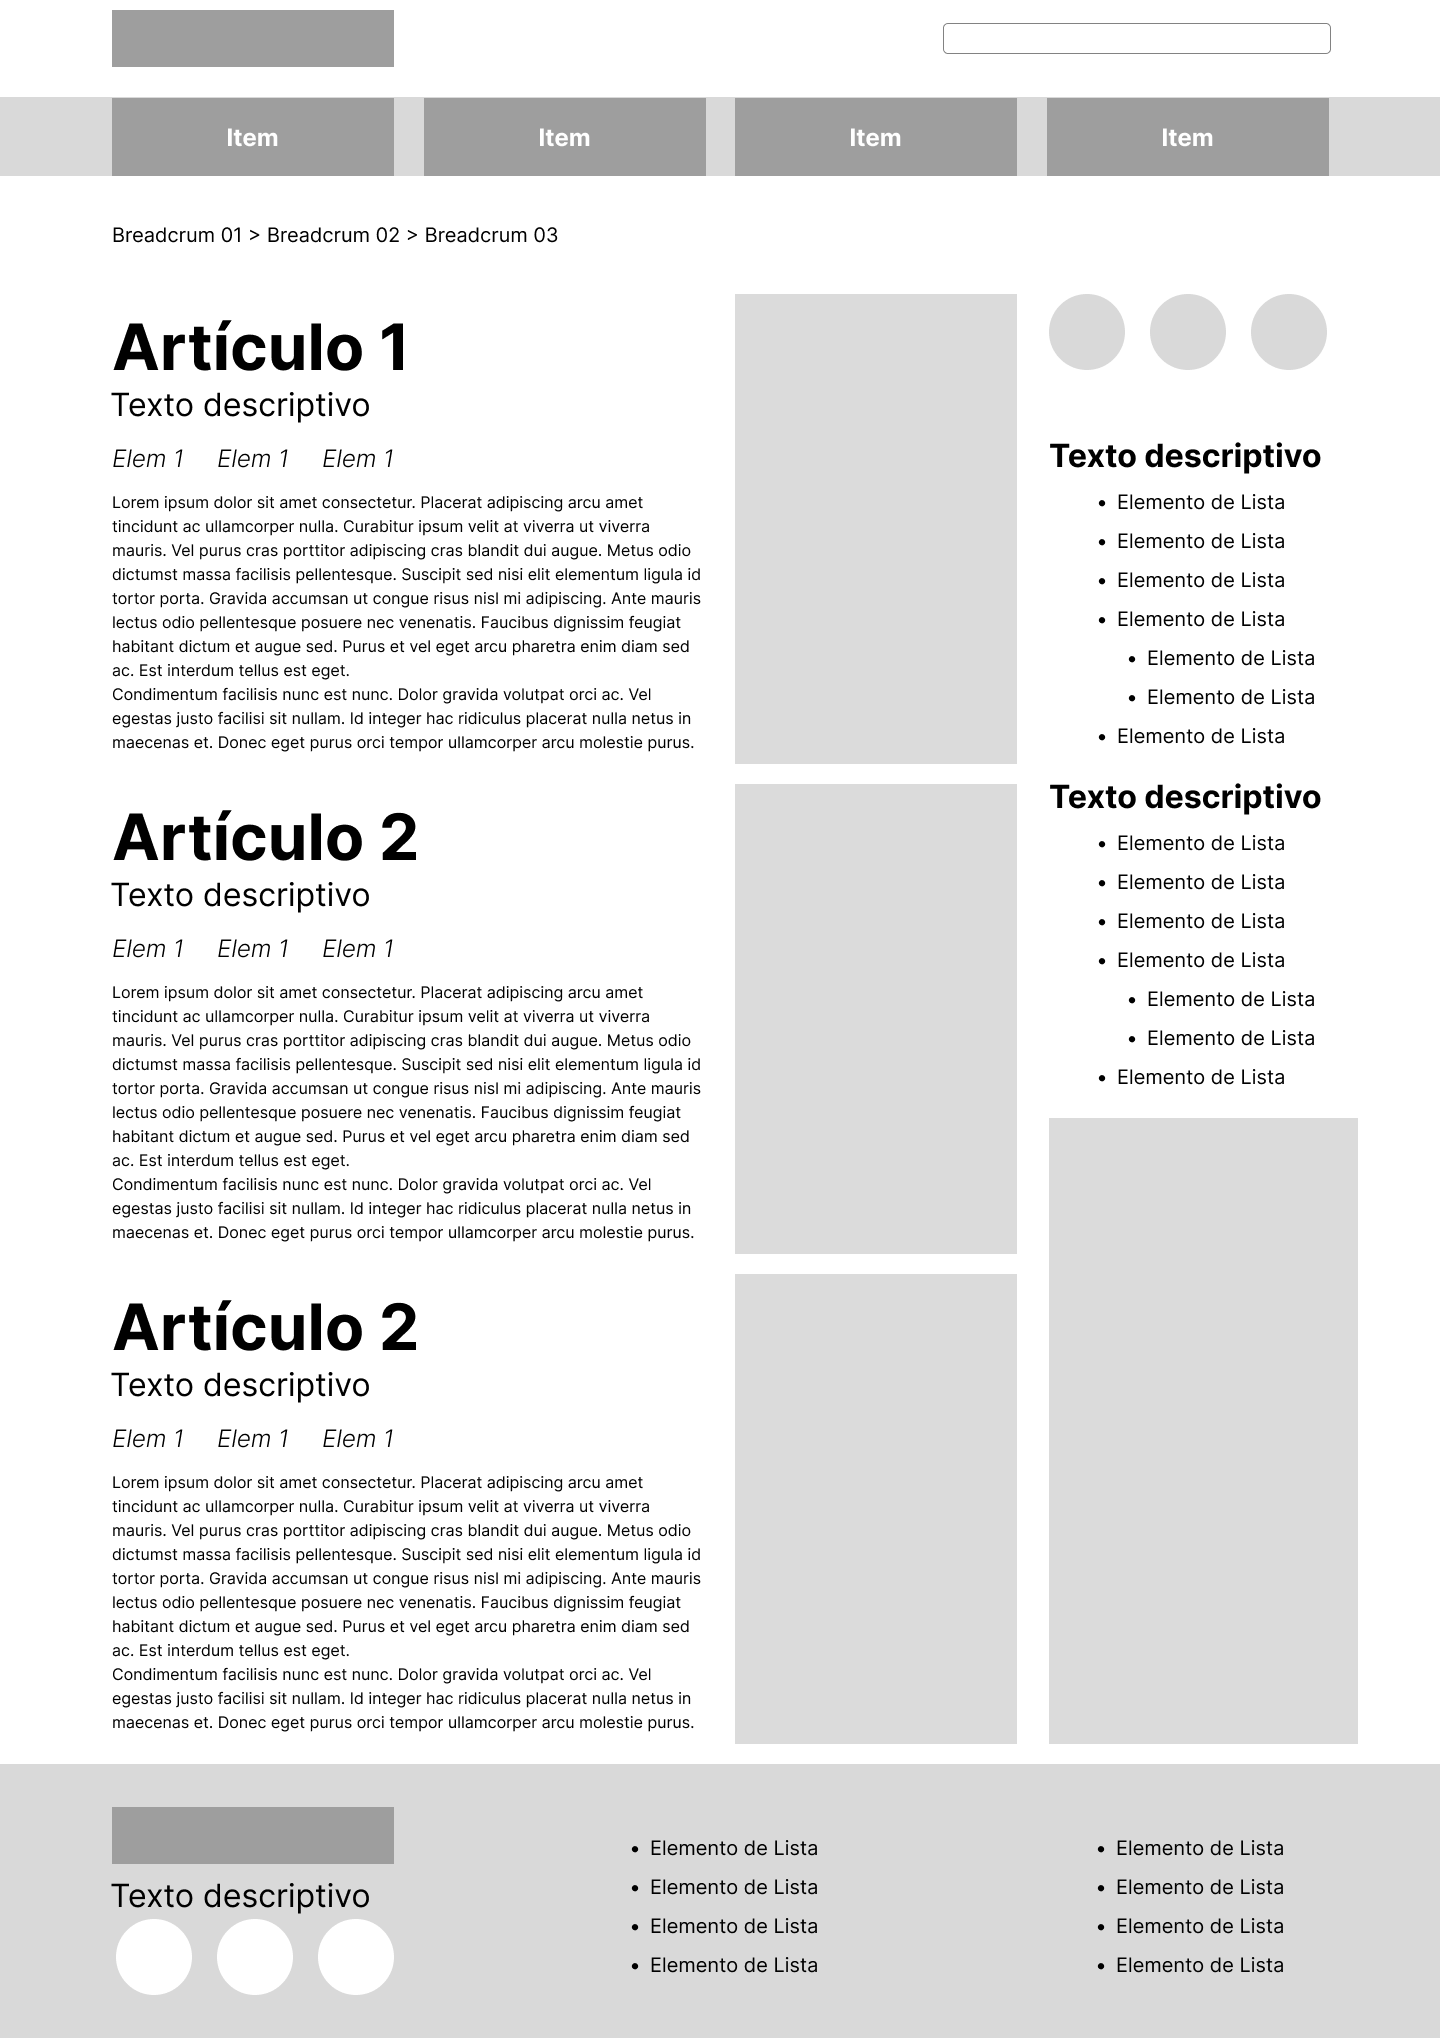 Item
Item
Item
Item
Breadcrum 01 > Breadcrum 02 > Breadcrum 03
Artículo 1
Texto descriptivo
Elem 1 Elem 1 Elem 1
Lorem ipsum dolor sit amet consectetur. Placerat adipiscing arcu amet
tincidunt ac ullamcorper nulla. Curabitur ipsum velit at viverra ut viverra
mauris. Vel purus cras porttitor adipiscing cras blandit dui augue. Metus odio
dictumst massa facilisis pellentesque. Suscipit sed nisi elit elementum ligula id
tortor porta. Gravida accumsan ut congue risus nisl mi adipiscing. Ante mauris
lectus odio pellentesque posuere nec venenatis. Faucibus dignissim feugiat
habitant dictum et augue sed. Purus et vel eget arcu pharetra enim diam sed
ac. Est interdum tellus est eget.
Condimentum facilisis nunc est nunc. Dolor gravida volutpat orci ac. Vel
egestas justo facilisi sit nullam. Id integer hac ridiculus placerat nulla netus in
maecenas et. Donec eget purus orci tempor ullamcorper arcu molestie purus.
Artículo 2
Texto descriptivo
Elem 1 Elem 1 Elem 1
Lorem ipsum dolor sit amet consectetur. Placerat adipiscing arcu amet
tincidunt ac ullamcorper nulla. Curabitur ipsum velit at viverra ut viverra
mauris. Vel purus cras porttitor adipiscing cras blandit dui augue. Metus odio
dictumst massa facilisis pellentesque. Suscipit sed nisi elit elementum ligula id
tortor porta. Gravida accumsan ut congue risus nisl mi adipiscing. Ante mauris
lectus odio pellentesque posuere nec venenatis. Faucibus dignissim feugiat
habitant dictum et augue sed. Purus et vel eget arcu pharetra enim diam sed
ac. Est interdum tellus est eget.
Condimentum facilisis nunc est nunc. Dolor gravida volutpat orci ac. Vel
egestas justo facilisi sit nullam. Id integer hac ridiculus placerat nulla netus in
maecenas et. Donec eget purus orci tempor ullamcorper arcu molestie purus.
Artículo 2
Texto descriptivo
Elem 1 Elem 1 Elem 1
Lorem ipsum dolor sit amet consectetur. Placerat adipiscing arcu amet
tincidunt ac ullamcorper nulla. Curabitur ipsum velit at viverra ut viverra
mauris. Vel purus cras porttitor adipiscing cras blandit dui augue. Metus odio
dictumst massa facilisis pellentesque. Suscipit sed nisi elit elementum ligula id
tortor porta. Gravida accumsan ut congue risus nisl mi adipiscing. Ante mauris
lectus odio pellentesque posuere nec venenatis. Faucibus dignissim feugiat
habitant dictum et augue sed. Purus et vel eget arcu pharetra enim diam sed
ac. Est interdum tellus est eget.
Condimentum facilisis nunc est nunc. Dolor gravida volutpat orci ac. Vel
egestas justo facilisi sit nullam. Id integer hac ridiculus placerat nulla netus in
maecenas et. Donec eget purus orci tempor ullamcorper arcu molestie purus.
Texto descriptivo
• Elemento de Lista
• Elemento de Lista
• Elemento de Lista
• Elemento de Lista
• Elemento de Lista
• Elemento de Lista
• Elemento de Lista
Texto descriptivo
• Elemento de Lista
• Elemento de Lista
• Elemento de Lista
• Elemento de Lista
• Elemento de Lista
• Elemento de Lista
• Elemento de Lista
Texto descriptivo
• Elemento de Lista
• Elemento de Lista
• Elemento de Lista
• Elemento de Lista
• Elemento de Lista
• Elemento de Lista
• Elemento de Lista
• Elemento de Lista